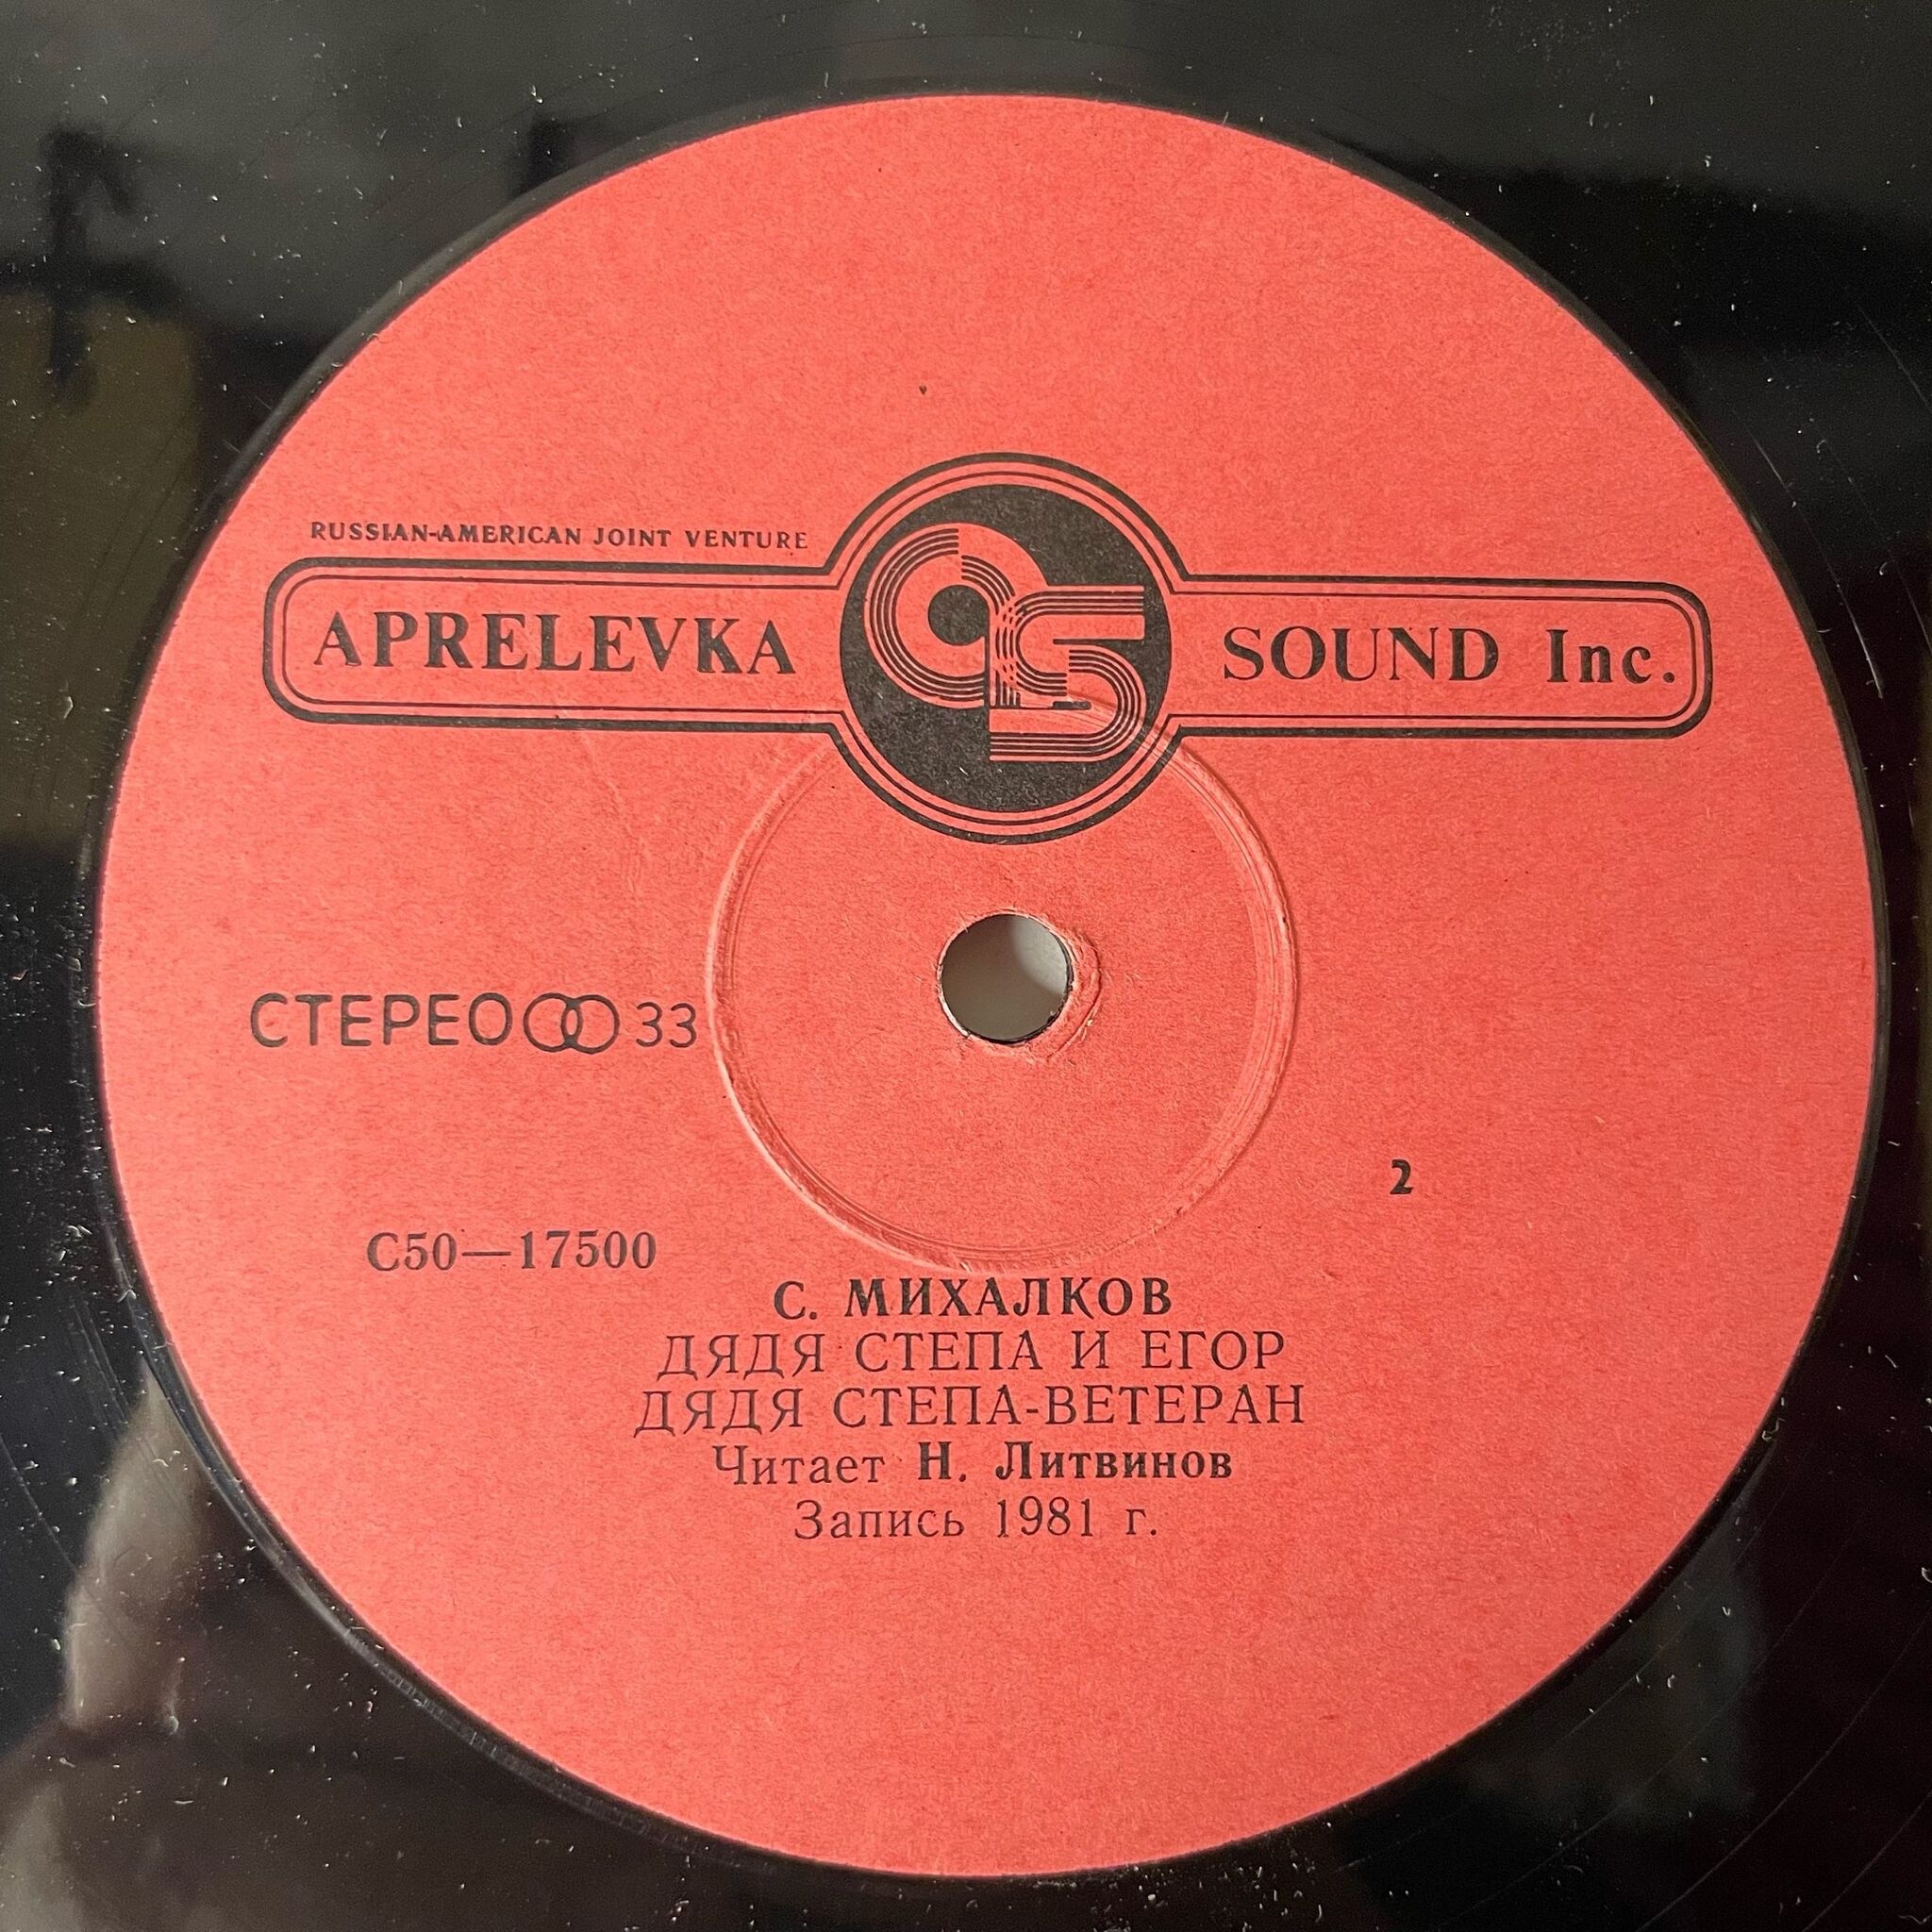 RUSSIAN-AMERICAN JOINT VENTURE
APRELEVKA SOUND Inc.
СТЕРЕО 33
2
С50—17500
С. МИХАЛКОВ
ДЯДЯ СТЕПА И ЕГОР
ДЯДЯ СТЕПА-ВЕТЕРАН
Читает Н. Литвинов
Запись 1981 г.